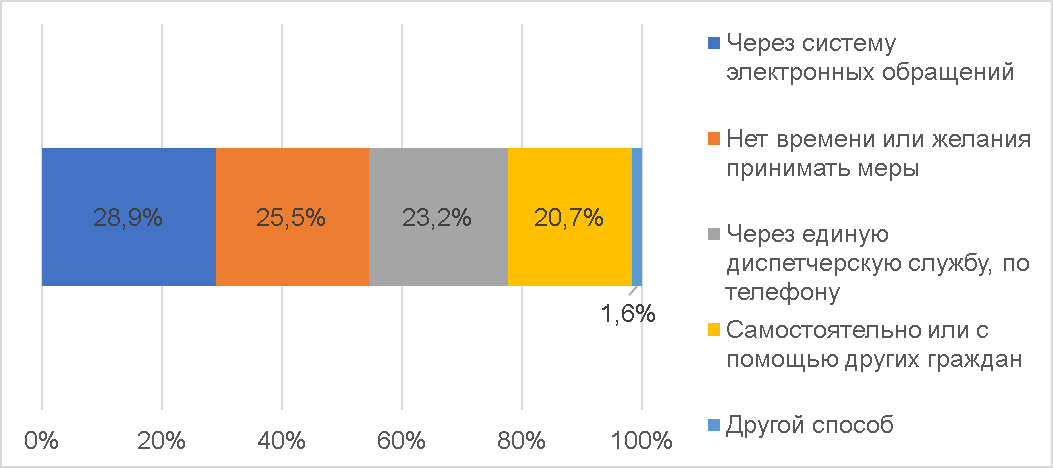 Через систему
электронных обращений
Нет времени или желания
принимать меры
28,9%
25,5%
23,2%
20,7%
Через единую
диспетчерскую службу, по
телефону
1,6%
Самостоятельно или с
помощью других граждан
Другой способ
0%
20%
40%
60%
80%
100%